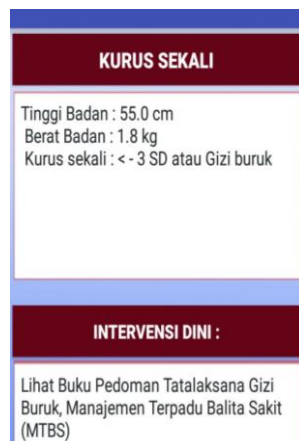 KURUS SEKALI
Tinggi Badan : 55.0 cm
Berat Badan : 1.8 kg
Kurus sekali : < - 3 SD atau Gizi buruk
INTERVENSI DINI :
Lihat Buku Pedoman Tatalaksana Gizi
Buruk, Manajemen Terpadu Balita Sakit
(MTBS)